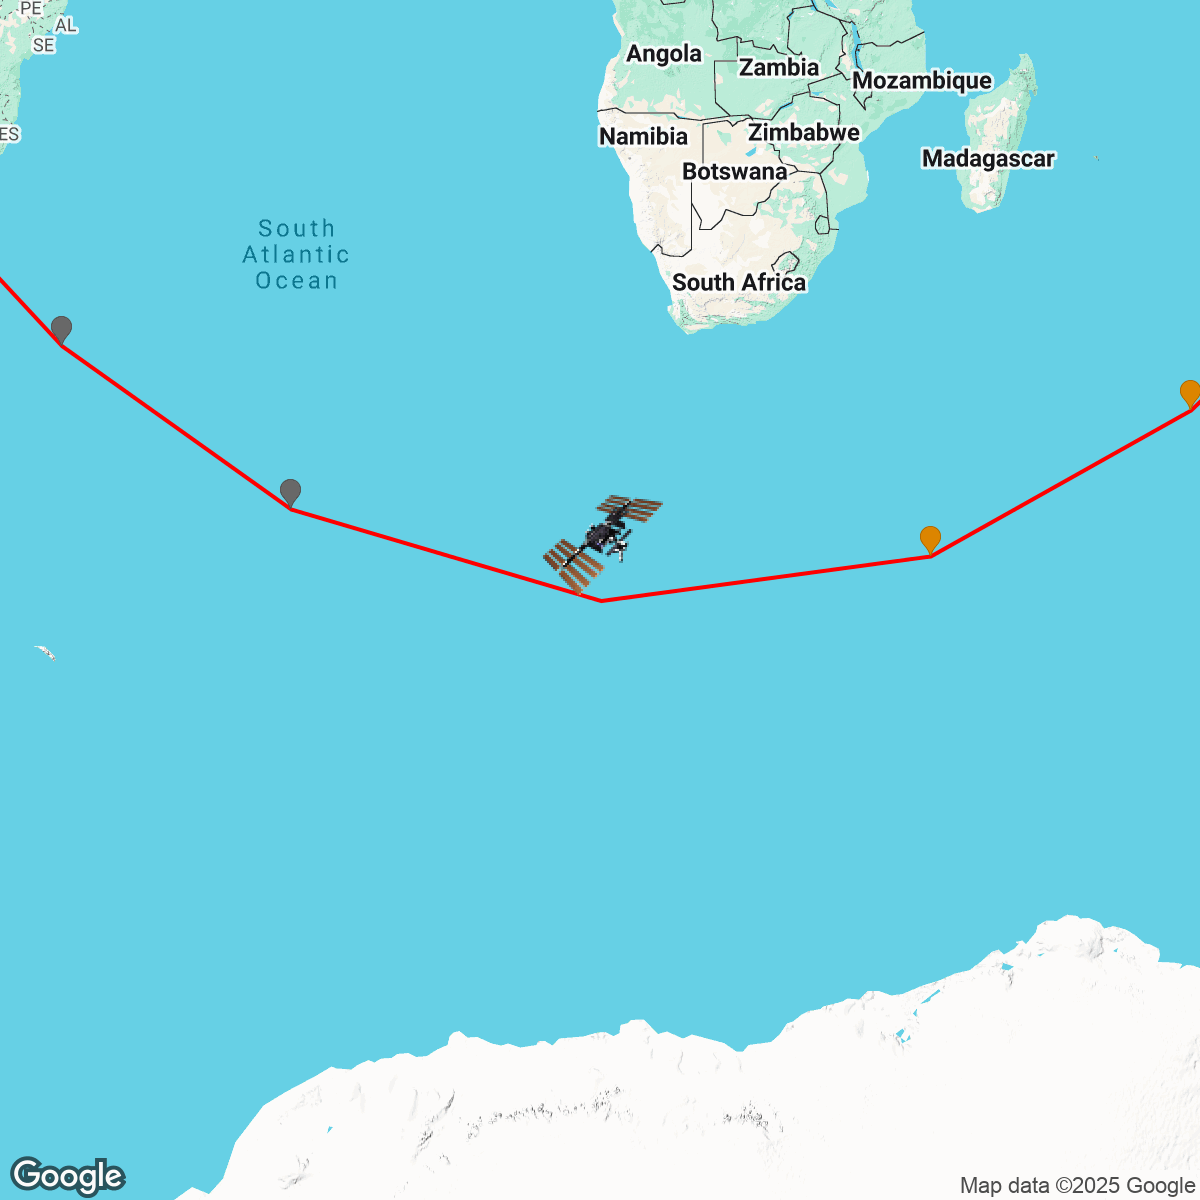 PE
AL
SE
Angola
Zambia
Mozambique
ES
Namibia
Zimbabwe
Madagascar
Botswana
South
Atlantic
Ocean
South Africa
Google
Map data ©2025 Google